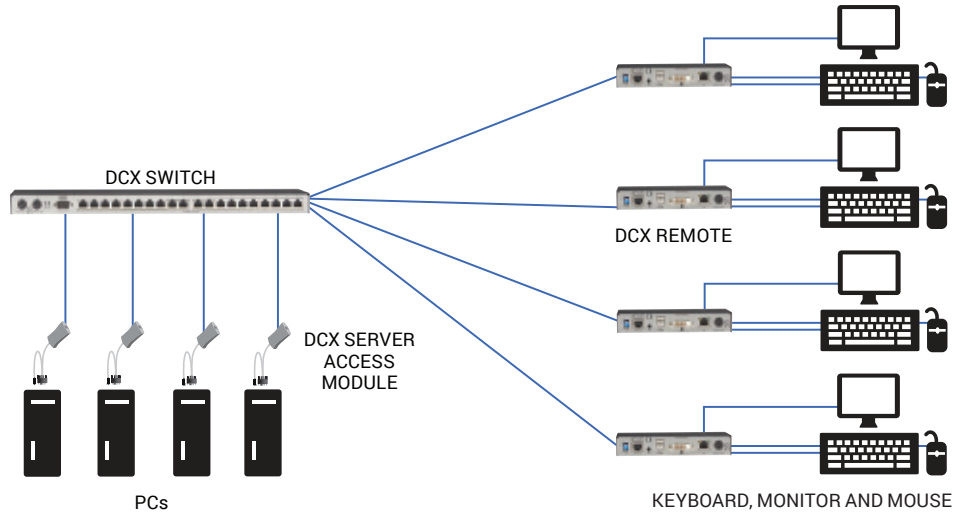 DCX SWITCH
DCX REMOTE
DCX SERVER
ACCESS
MODULE
PCs
KEYBOARD, MONITOR AND MOUSE